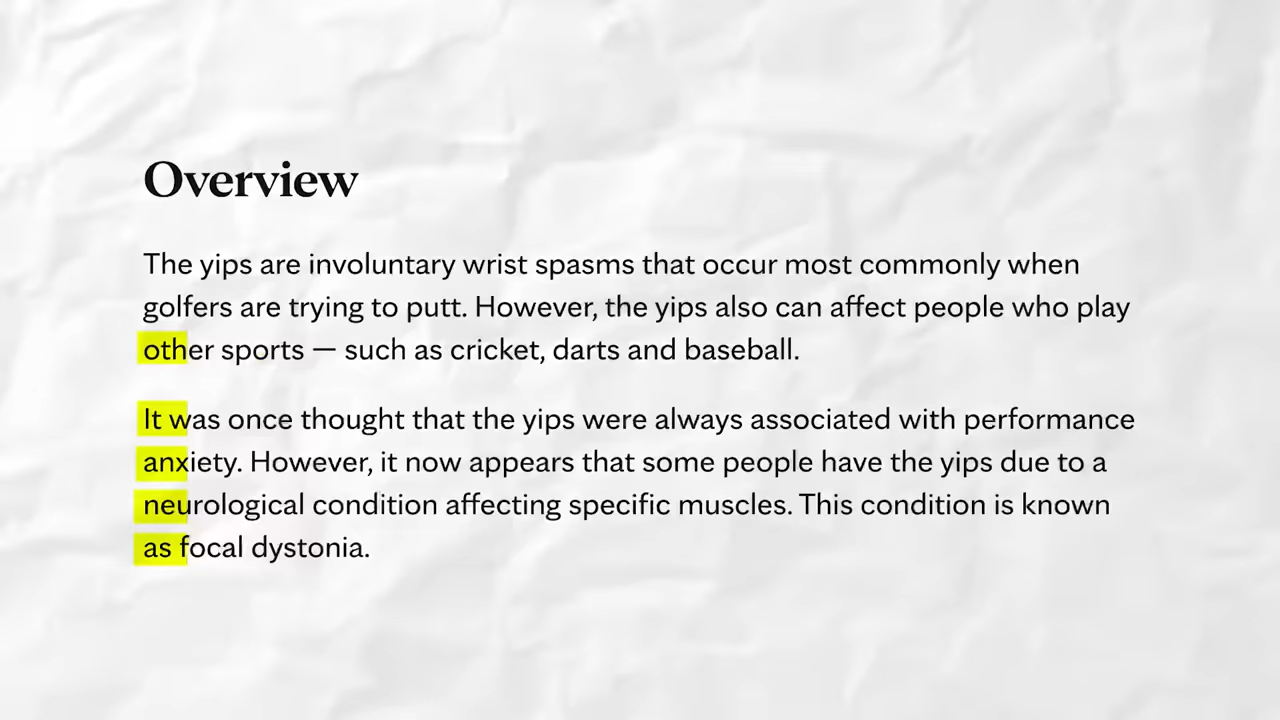 Overview
The yips are involuntary wrist spasms that occur most commonly when
golfers are trying to putt. However, the yips also can affect people who play
other sports — such as cricket, darts and baseball.
It was once thought that the yips were always associated with performance
anxiety. However, it now appears that some people have the yips due to a
neurological condition affecting specific muscles. This condition is known
as focal dystonia.